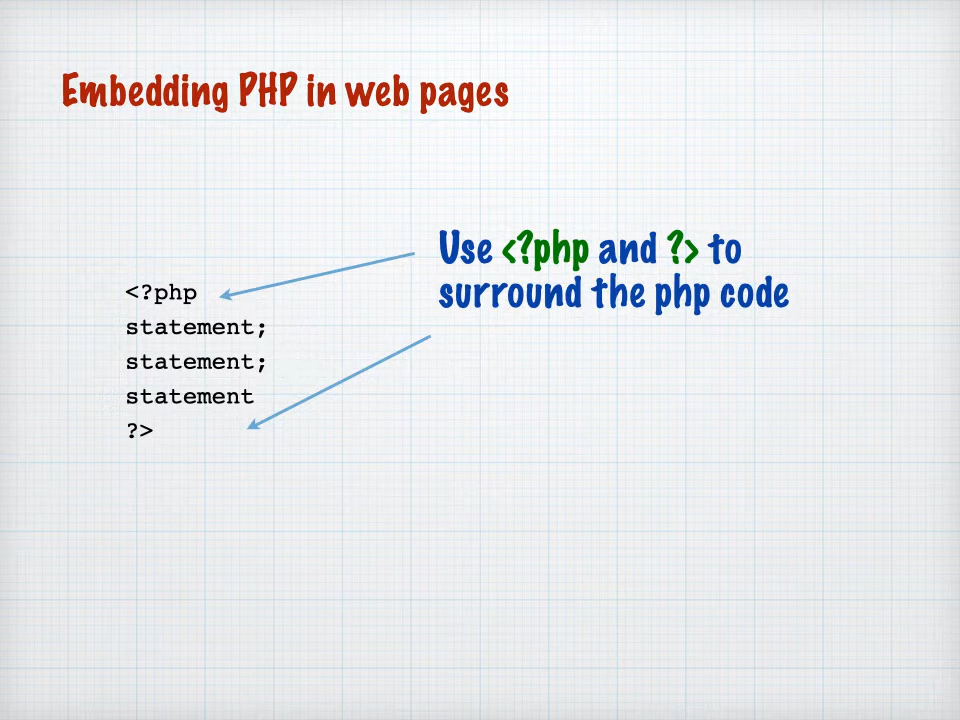 Embedding PHP in web pages
Use <?php and ?> to
surround the php code
<?php
statement;
statement;
statement
?>